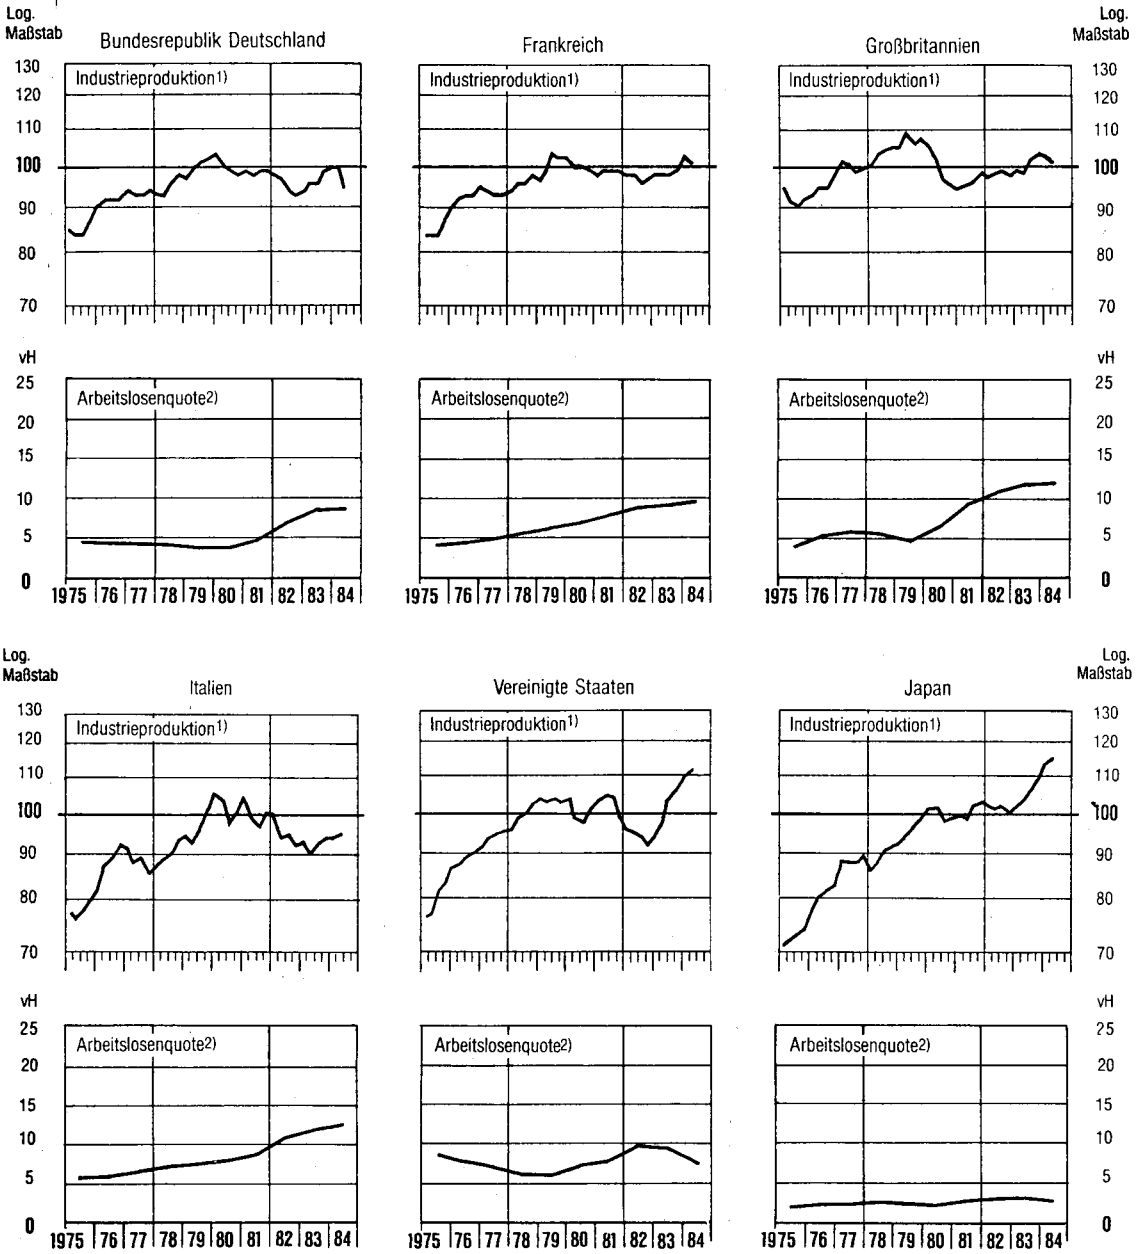 Log. Log.
Maßstab Maßstab
Bundesrepublik Deutschland Frankreich Großbritannien
130 Industrieproduktion1) Industrieproduktion1) Industrieproduktion1) 130
120 120
110 110
100 100
90 90
80 80
70 70
vH vH
25 25
Arbeitslosenquote2) Arbeitslosenquote2) Arbeitslosenquote2)
20 20
15 15
10 10
5 5
0 0
1975 76 77 78 79 80 81 82 83 84 1975 76 77 78 79 80 81 82 83 84 1975 76 77 78 79 80 81 82 83 84
Log. Log.
Maßstab Maßstab
Italien Vereinigte Staaten Japan
130 130
Industrieproduktion1) Industrieproduktion1) Industrieproduktion1)
120 120
110 110
100 100
90 90
80 80
70 70
vH vH
25 25
Arbeitslosenquote2) Arbeitslosenquote2) Arbeitslosenquote2)
20 20
15 15
10 10
5 5
0 0
1975 76 77 78 79 80 81 82 83 84 1975 76 77 78 79 80 81 82 83 84 1975 76 77 78 79 80 81 82 83 84